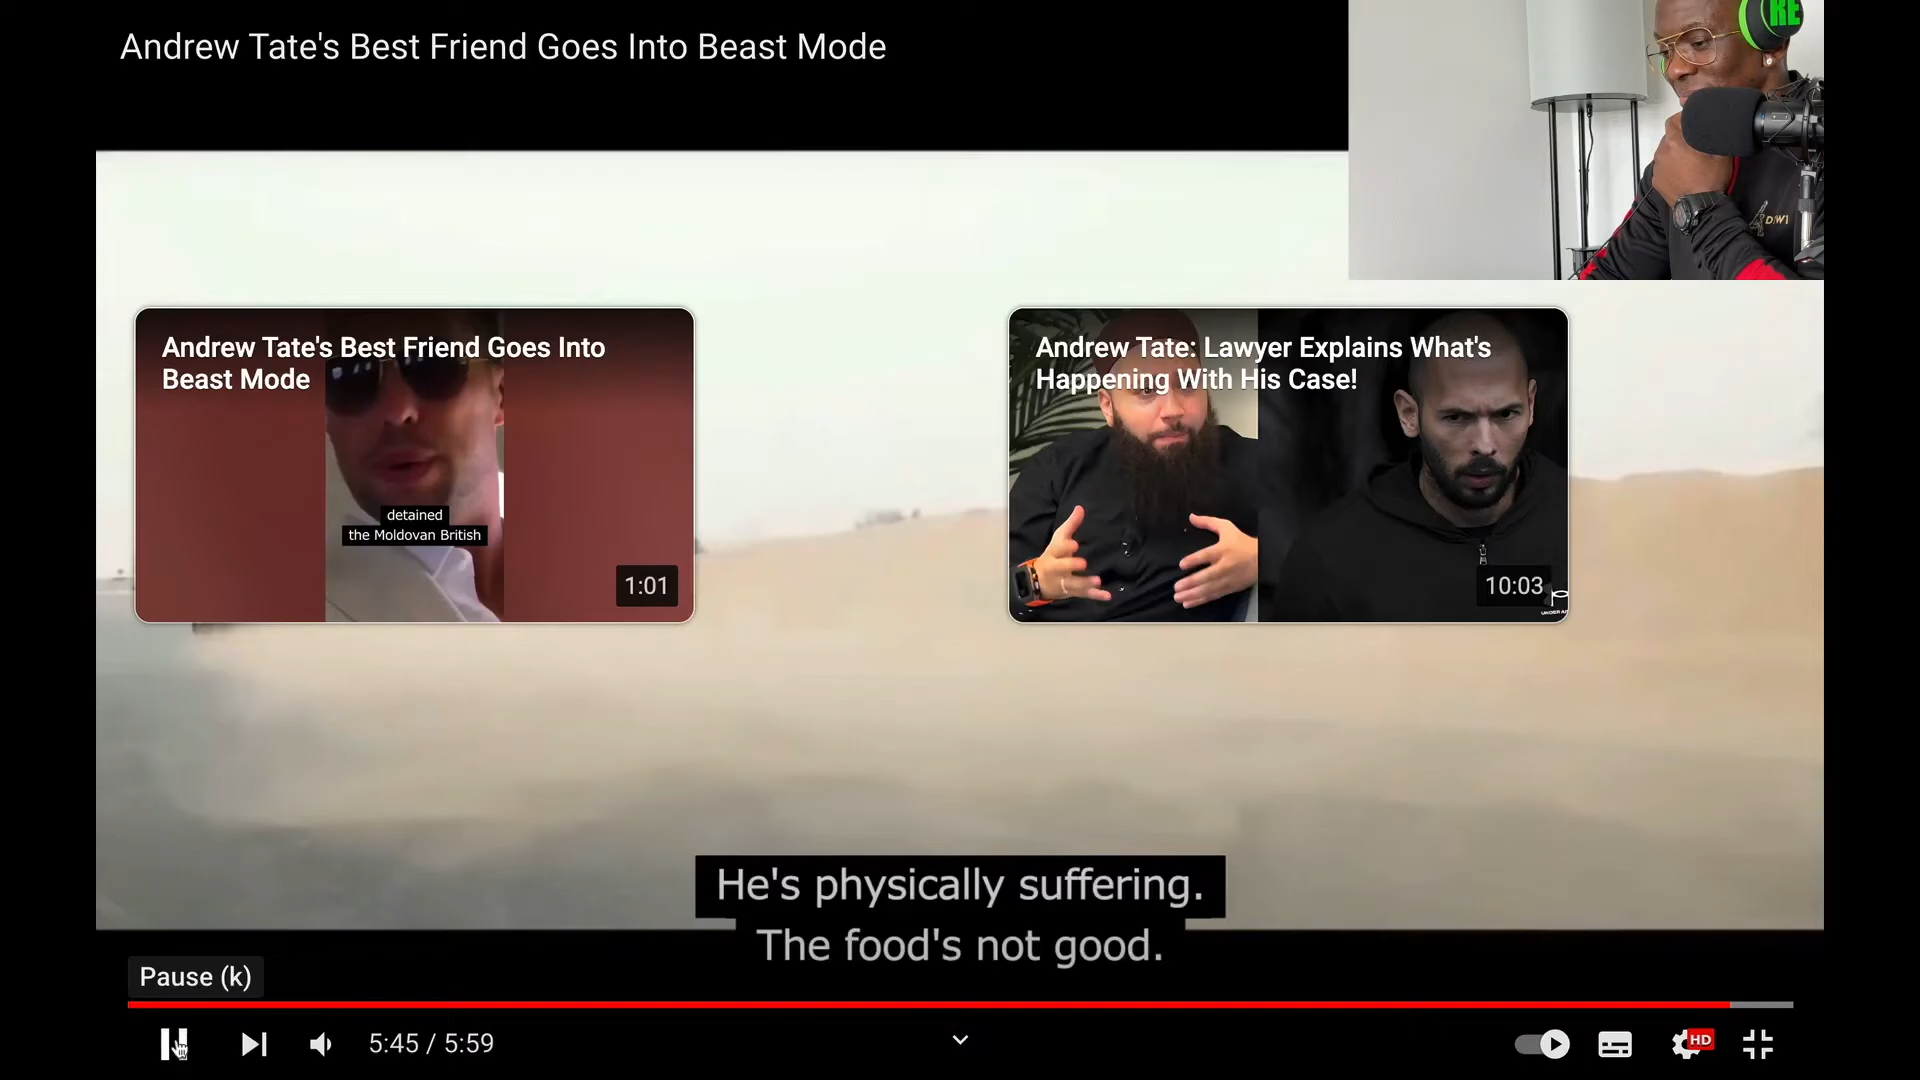 Andrew Tate's Best Friend Goes Into Beast Mode
RE
DW1
Andrew Tate's Best Friend Goes Into
Beast Mode
detained
the Moldovan British
1:01
Andrew Tate: Lawyer Explains What's
Happening With His Case!
10:03
He's physically suffering.
The food's not good.
Pause (k)
5:45 / 5:59
HD